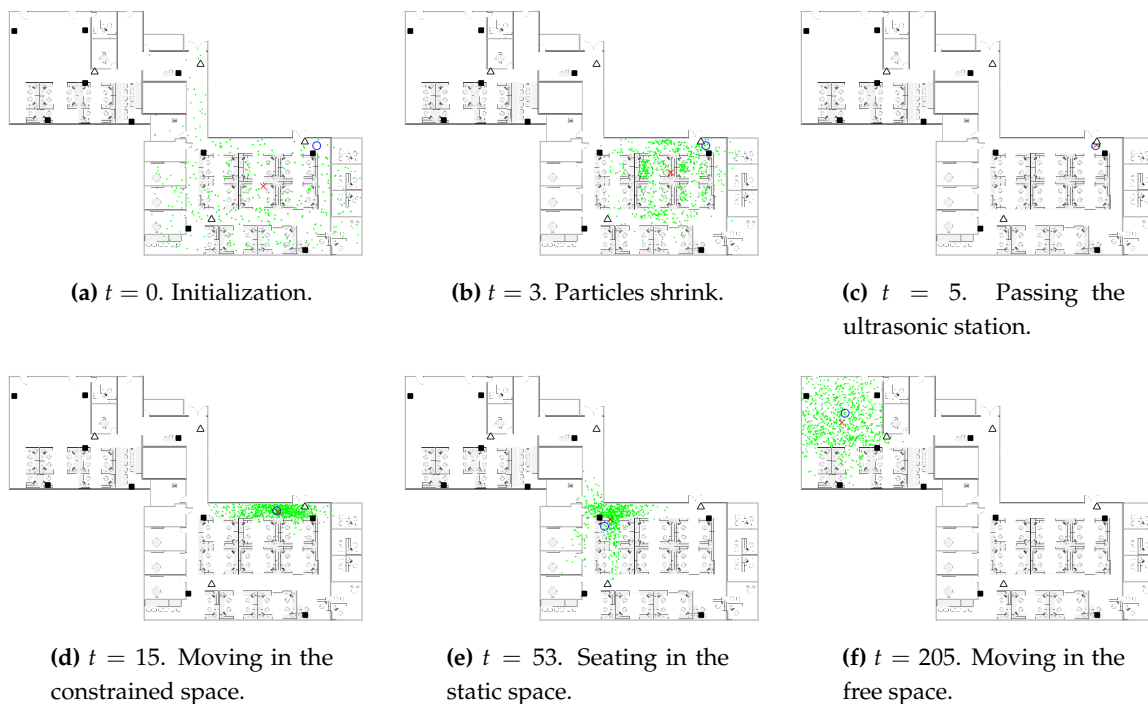 (a) t = 0. Initialization.
(b) t = 3. Particles shrink.
(c) t = 5. Passing the
ultrasonic station.
(d) t = 15. Moving in the
constrained space.
(e) t = 53. Seating in the
static space.
(f) t = 205. Moving in the
free space.